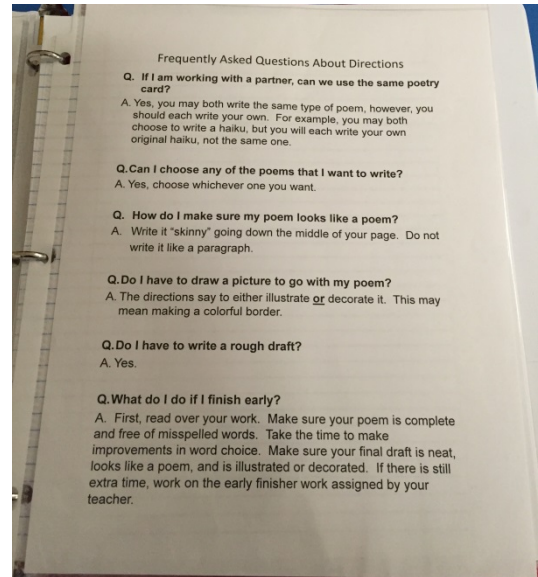 Frequently Asked Questions About Directions
Q. If I am working with a partner, can we use the same poetry
card?
A. Yes, you may both write the same type of poem, however, you
should each write your own. For example, you may both
choose to write a haiku, but you will each write your own
original haiku, not the same one.
Q.Can I choose any of the poems that I want to write?
A. Yes, choose whichever one you want.
Q. How do I make sure my poem looks like a poem?
A. Write it "skinny" going down the middle of your page. Do not
write it like a paragraph.
Q.Do I have to draw a picture to go with my poem?
A. The directions say to either illustrate or decorate it. This may
mean making a colorful border.
Q.Do I have to write a rough draft?
A. Yes.
Q.What do I do if I finish early?
A. First, read over your work. Make sure your poem is complete
and free of misspelled words. Take the time to make
improvements in word choice. Make sure your final draft is neat,
looks like a poem, and is illustrated or decorated. If there is still
extra time, work on the early finisher work assigned by your
teacher.